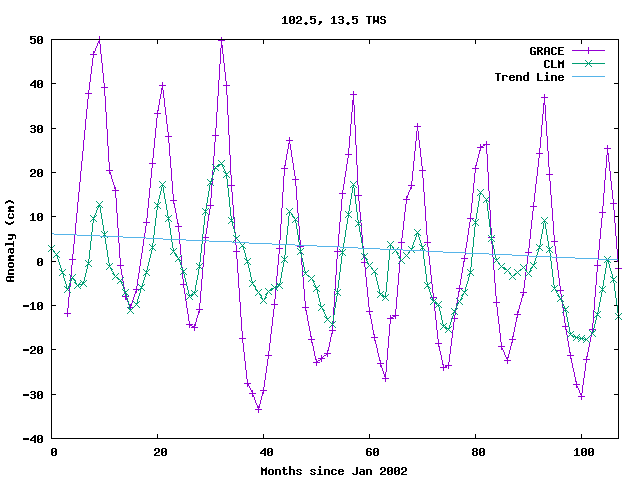 102.5, 13.5 TWS
GRACE
CLM
Trend Line
50
40
30
20
10
0
-10
-20
-30
-40
Anomaly (cm)
0 20 40 60 80 100
Months since Jan 2002